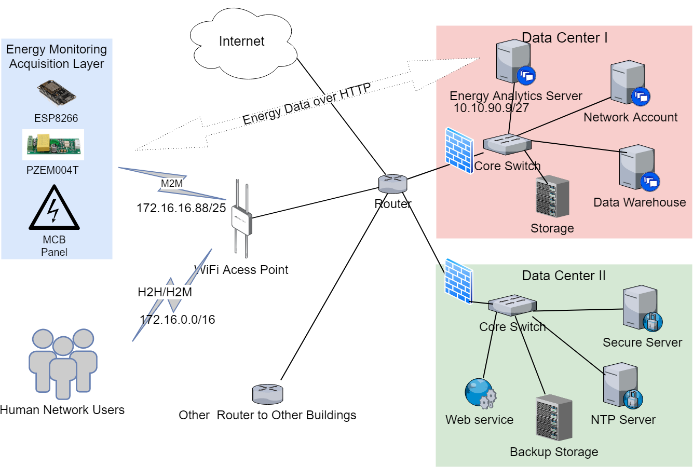 Energy Monitoring
Acquisition Layer
ESP8266
PZEM004T
MCB
Panel
Internet
Energy Data over HTTP
M2M
172.16.16.88/25
WiFi Acess Point
H2H/H2M
172.16.0.0/16
Human Network Users
Router
Other Router to Other Buildings
Data Center I
Energy Analytics Server
10.10.90.9/27
Network Account
Core Switch
Data Warehouse
Storage
Data Center II
Core Switch
Secure Server
Web service
NTP Server
Backup Storage